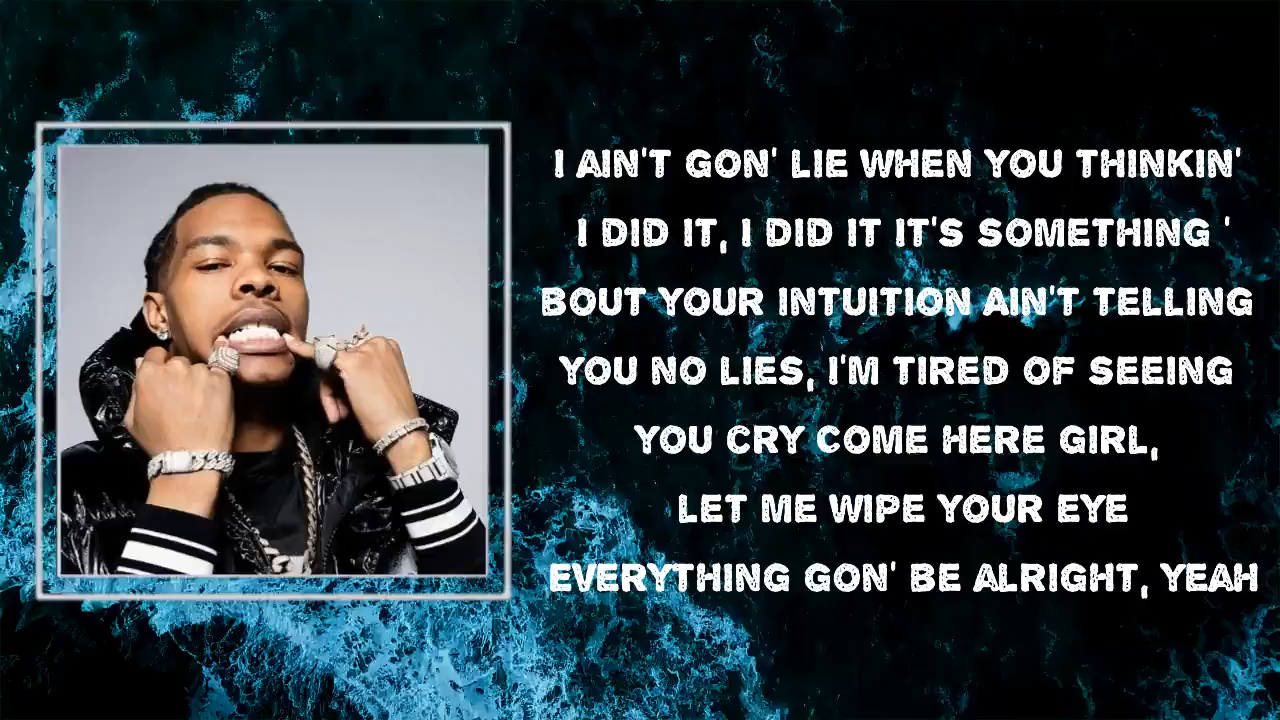 I AIN'T GON' LIE WHEN YOU THINKIN'
I DID IT, I DID IT IT'S SOMETHING '
BOUT YOUR INTUITION AIN'T TELLING
YOU NO LIES, I'M TIRED OF SEEING
YOU CRY COME HERE GIRL,
LET ME WIPE YOUR EYE
EVERYTHING GON' BE ALRIGHT, YEAH